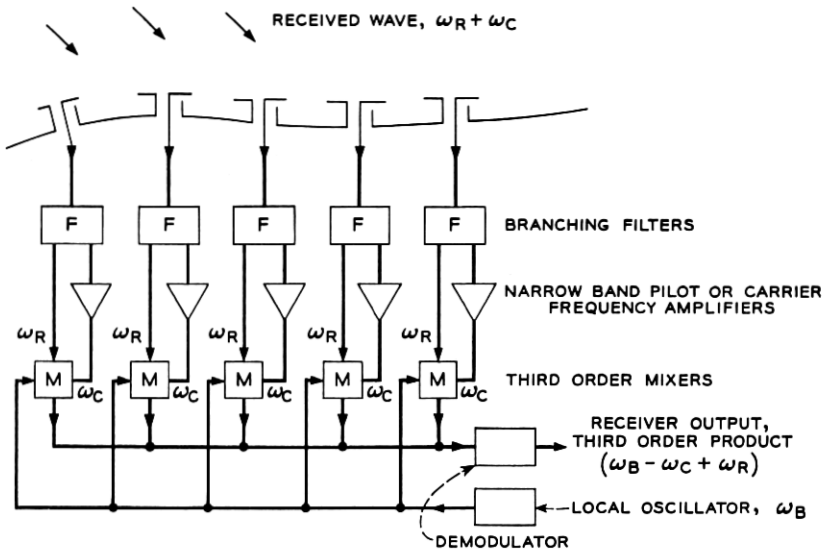 RECEIVED WAVE, ωR + ωC
F F F F F
BRANCHING FILTERS
NARROW BAND PILOT OR CARRIER
FREQUENCY AMPLIFIERS
ωR ωR ωR ωR ωR
M M M M M
THIRD ORDER MIXERS
ωC ωC ωC ωC ωC
RECEIVER OUTPUT,
THIRD ORDER PRODUCT
(ωB − ωC + ωR)
LOCAL OSCILLATOR, ωB
DEMODULATOR